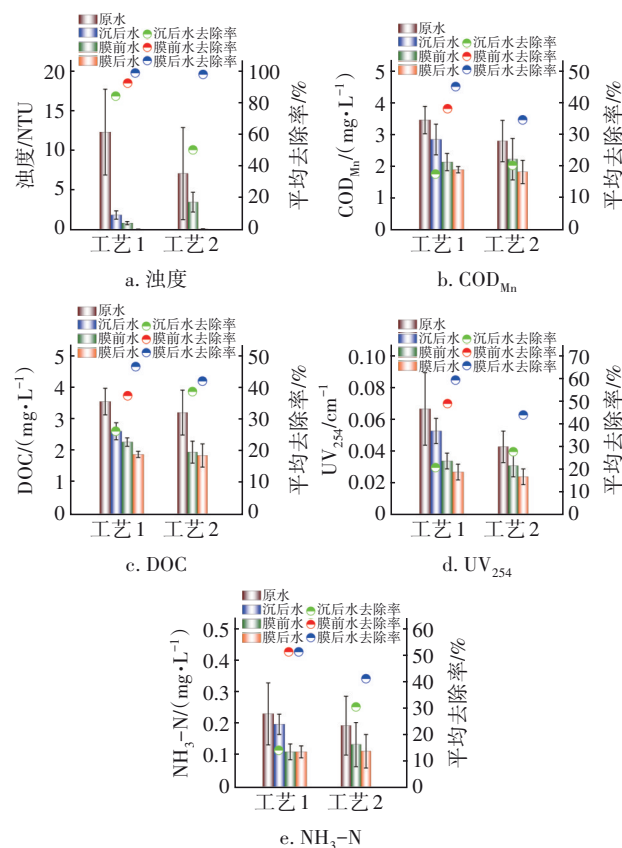 原水
沉后水 沉后水去除率
膜前水 膜前水去除率
膜后水 膜后水去除率
浊度/NTU
20
15
10
5
0
平均去除率/%
100
80
60
40
20
0
工艺1 工艺2
a. 浊度
原水
沉后水 沉后水去除率
膜前水 膜前水去除率
膜后水 膜后水去除率
COD_Mn/(mg·L⁻¹)
5
4
3
2
1
0
平均去除率/%
50
40
30
20
10
0
工艺1 工艺2
b. COD_Mn
原水
沉后水 沉后水去除率
膜前水 膜前水去除率
膜后水 膜后水去除率
DOC/(mg·L⁻¹)
5
4
3
2
1
0
平均去除率/%
50
40
30
20
10
0
工艺1 工艺2
c. DOC
原水
沉后水 沉后水去除率
膜前水 膜前水去除率
膜后水 膜后水去除率
UV₂₅₄/cm⁻¹
0.10
0.08
0.06
0.04
0.02
0
平均去除率/%
70
60
50
40
30
20
10
0
工艺1 工艺2
d. UV₂₅₄
原水
沉后水 沉后水去除率
膜前水 膜前水去除率
膜后水 膜后水去除率
NH₃-N/(mg·L⁻¹)
0.5
0.4
0.3
0.2
0.1
0
平均去除率/%
60
50
40
30
20
10
0
工艺1 工艺2
e. NH₃-N